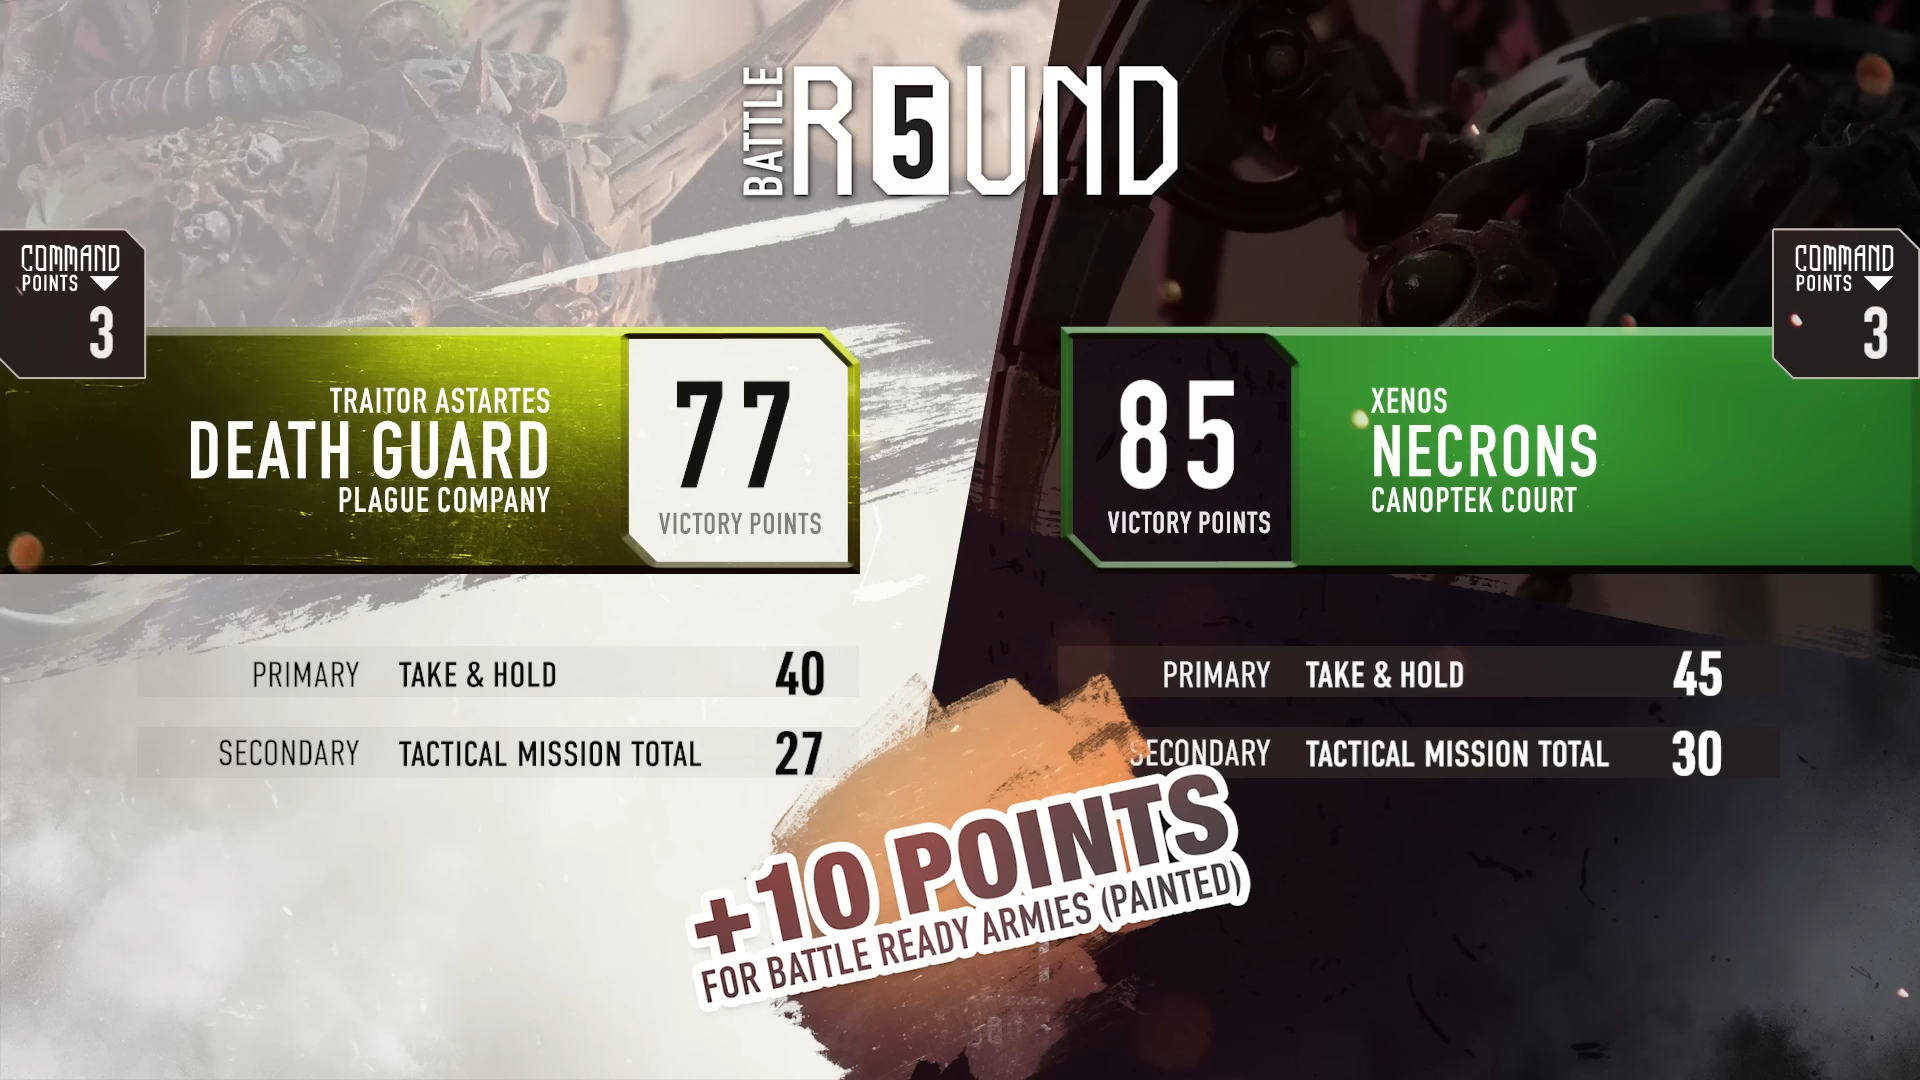 BATTLE R5UND
COMMAND
POINTS
3
TRAITOR ASTARTES
DEATH GUARD
PLAGUE COMPANY
77
VICTORY POINTS
PRIMARY TAKE & HOLD 40
SECONDARY TACTICAL MISSION TOTAL 27
COMMAND
POINTS
3
85
VICTORY POINTS
XENOS
NECRONS
CANOPTEK COURT
PRIMARY TAKE & HOLD 45
SECONDARY TACTICAL MISSION TOTAL 30
+10 POINTS
FOR BATTLE READY ARMIES (PAINTED)